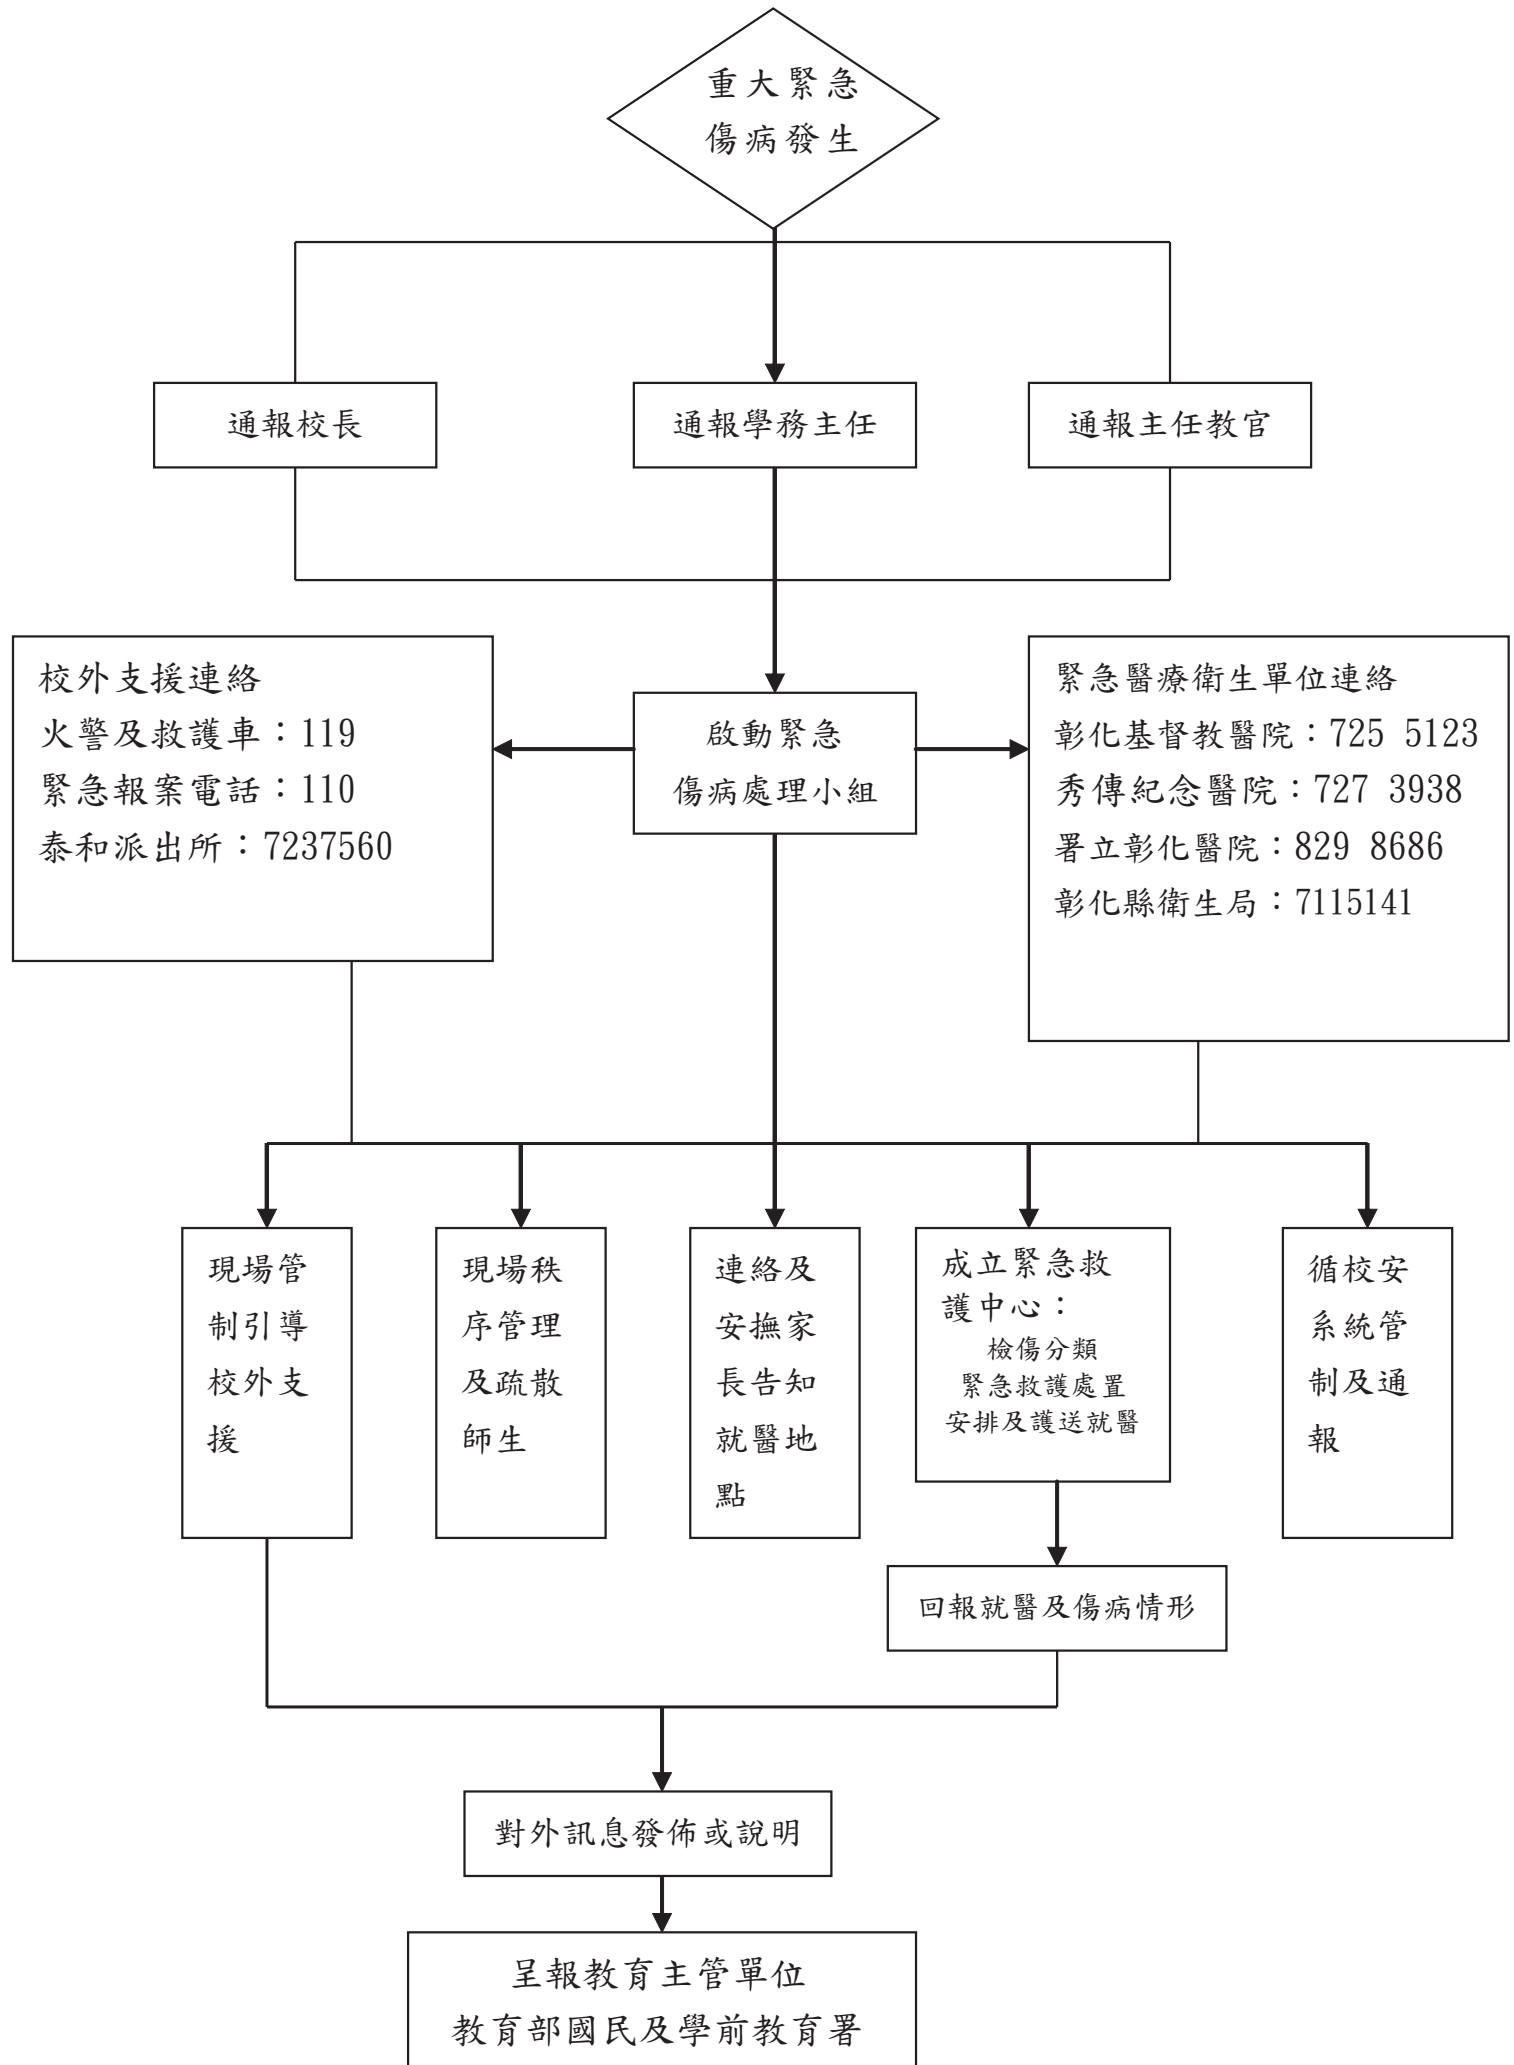 重大緊急
傷病發生
通報校長
通報學務主任
通報主任教官
校外支援連絡
火警及救護車：119
緊急報案電話：110
泰和派出所：7237560
啟動緊急
傷病處理小組
緊急醫療衛生單位連絡
彰化基督教醫院：725 5123
秀傳紀念醫院：727 3938
署立彰化醫院：829 8686
彰化縣衛生局：7115141
現場管
制引導
校外支
援
現場秩
序管理
及疏散
師生
連絡及
安撫家
長告知
就醫地
點
成立緊急救
護中心：
檢傷分類
緊急救護處置
安排及護送就醫
循校安
系統管
制及通
報
回報就醫及傷病情形
對外訊息發佈或說明
呈報教育主管單位
教育部國民及學前教育署